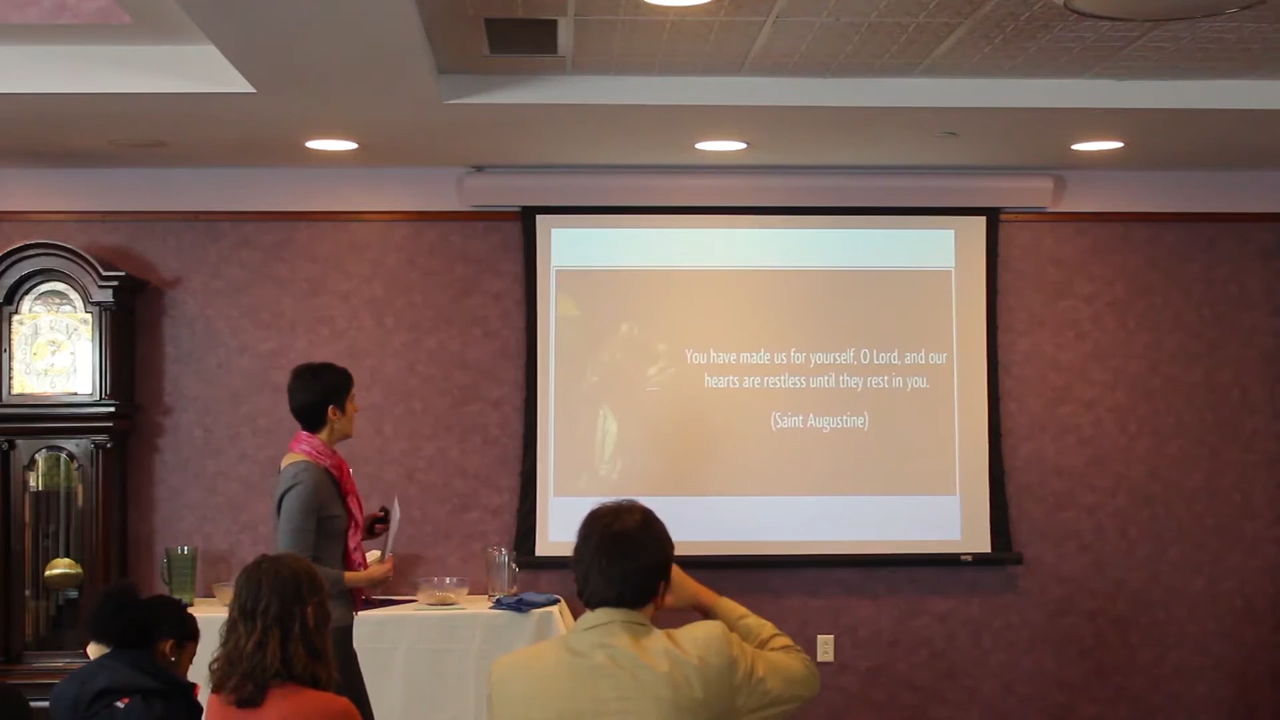 You have made us for yourself, O Lord, and our
hearts are restless until they rest in you.
(Saint Augustine)